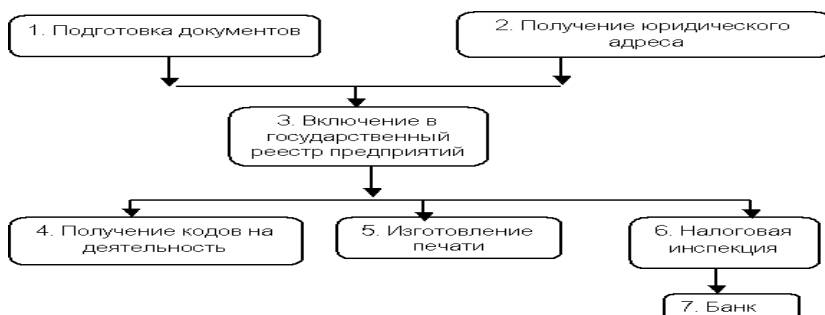 1. Подготовка документов
2. Получение юридического
адреса
3. Включение в
государственный
реестр предприятий
4. Получение кодов на
деятельность
5. Изготовление
печати
6. Налоговая
инспекция
7. Банк